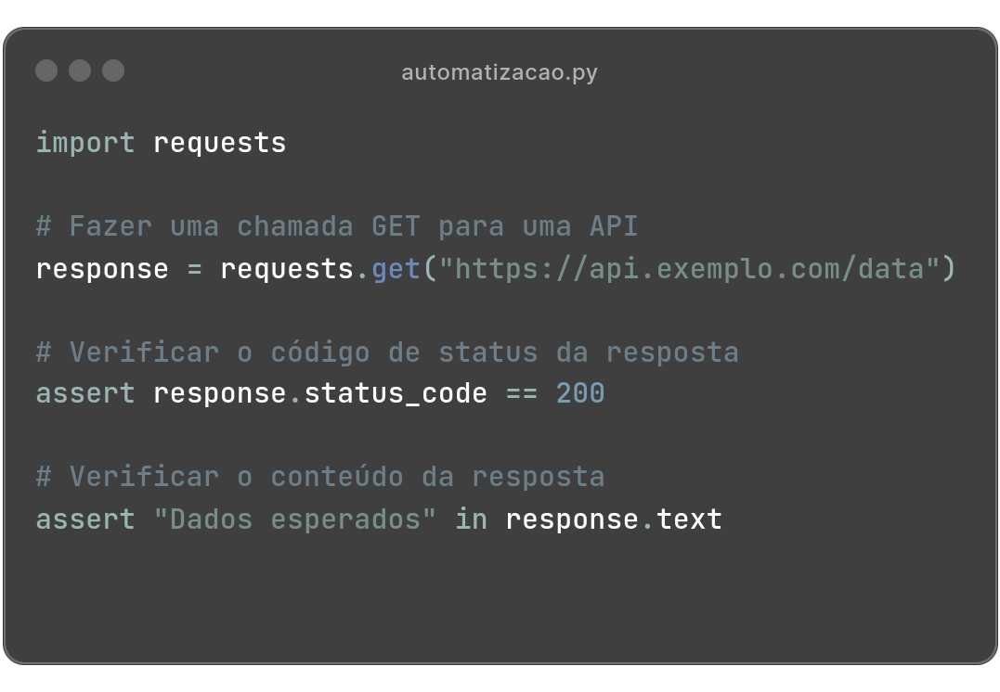 automatizacao.py
import requests
# Fazer uma chamada GET para uma API
response = requests.get("https://api.exemplo.com/data")
# Verificar o código de status da resposta
assert response.status_code == 200
# Verificar o conteúdo da resposta
assert "Dados esperados" in response.text